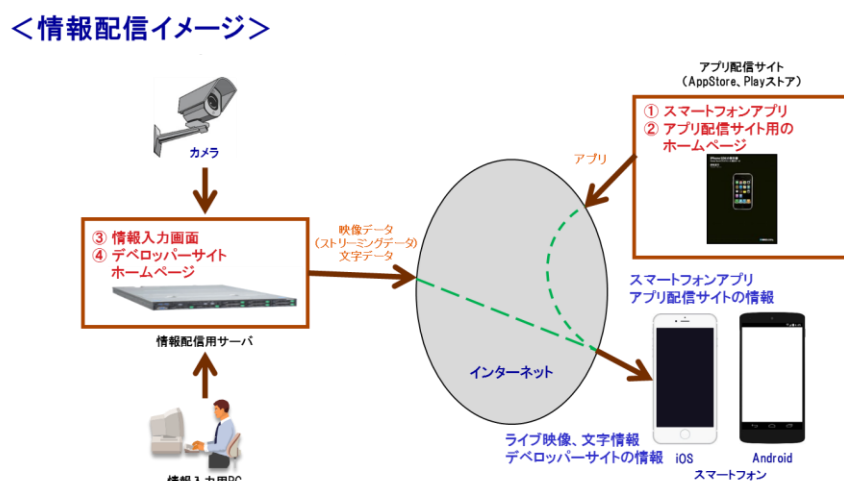 ＜情報配信イメージ＞
アプリ配信サイト
（AppStore、Playストア）
① スマートフォンアプリ
② アプリ配信サイト用の
ホームページ
カメラ
アプリ
③ 情報入力画面
④ デベロッパーサイト
ホームページ
映像データ
（ストリーミングデータ）
文字データ
スマートフォンアプリ
アプリ配信サイトの情報
情報配信用サーバ
インターネット
ライブ映像、文字情報
デベロッパーサイトの情報
iOS
Android
スマートフォン
情報入力用PC